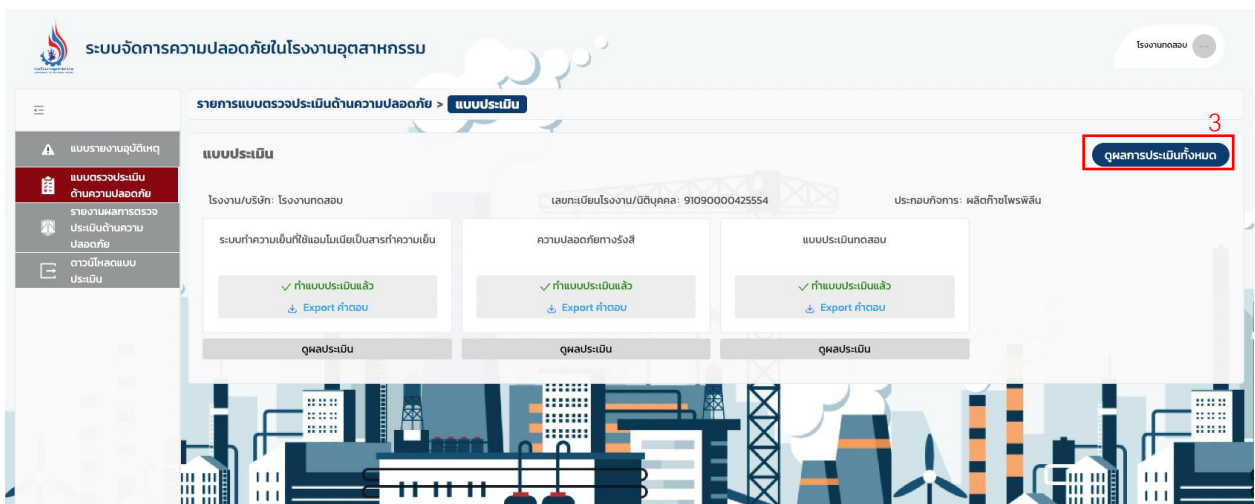 ระบบจัดการความปลอดภัยในโรงงานอุตสาหกรรม
โรงงานทดสอบ
รายการแบบตรวจประเมินด้านความปลอดภัย > แบบประเมิน
3
แบบรายงานอุบัติเหตุ
แบบตรวจประเมิน
ด้านความปลอดภัย
รายงานผลการตรวจ
ประเมินด้านความ
ปลอดภัย
ดาวน์โหลดแบบ
ประเมิน
แบบประเมิน
ดูผลการประเมินทั้งหมด
โรงงาน/บริษัท: โรงงานทดสอบ
เลขทะเบียนโรงงาน/นิติบุคคล: 91090000425554
ประกอบกิจการ: ผลิตก๊าซโพรพิลีน
ระบบทำความเย็นที่ใช้แอมโมเนียเป็นสารทำความเย็น
ทำแบบประเมินแล้ว
Export คำตอบ
ดูผลประเมิน
ความปลอดภัยทางรังสี
ทำแบบประเมินแล้ว
Export คำตอบ
ดูผลประเมิน
แบบประเมินทดสอบ
ทำแบบประเมินแล้ว
Export คำตอบ
ดูผลประเมิน